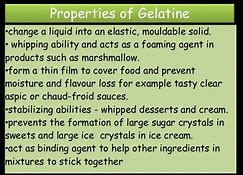 Properties of Gelatine
•change a liquid into an elastic, mouldable solid.
• whipping ability and acts as a foaming agent in
products such as marshmallow.
•form a thin film to cover food and prevent
moisture and flavour loss for example tasty clear
aspic or chaud-froid sauces.
•stabilizing abilities - whipped desserts and cream.
•prevents the formation of large sugar crystals in
sweets and large ice  crystals in ice cream.
•act as binding agent to help other ingredients in
mixtures to stick together